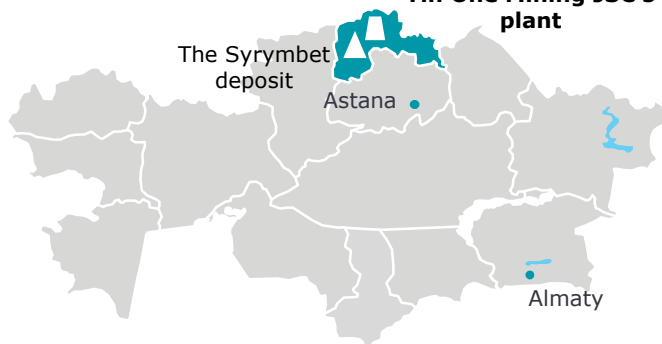 plant
The Syrymbet
deposit
Astana
Almaty